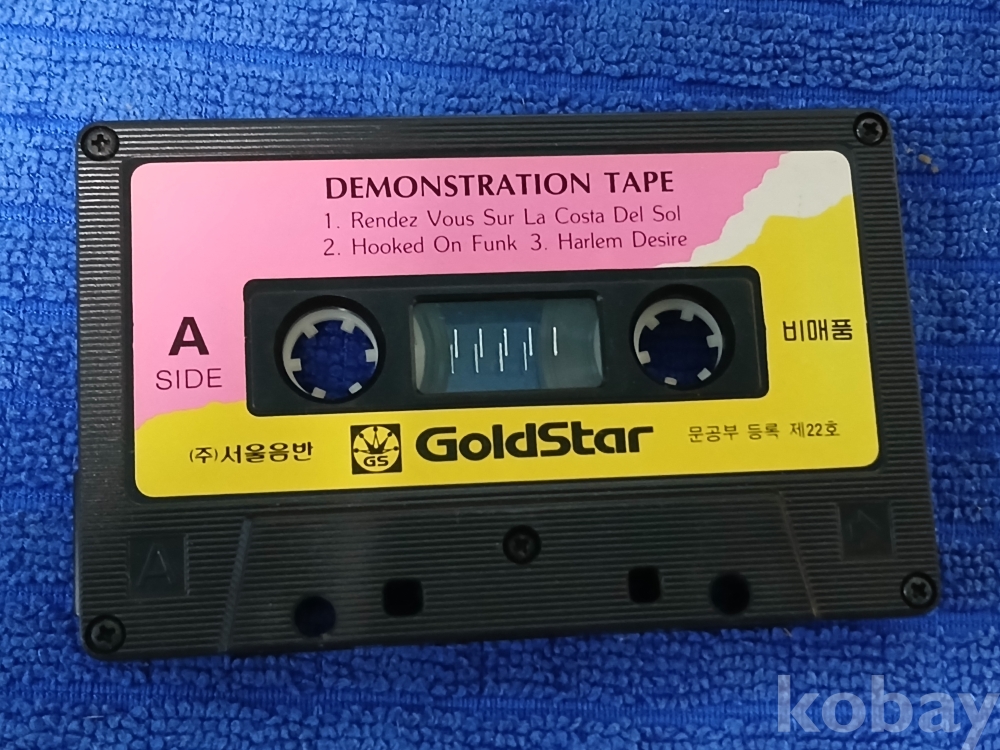 DEMONSTRATION TAPE
1. Rendez Vous Sur La Costa Del Sol
2. Hooked On Funk 3. Harlem Desire
A
SIDE
비매품
(주)서울음반
GS
GoldStar
문공부 등록 제22호
A
kobay